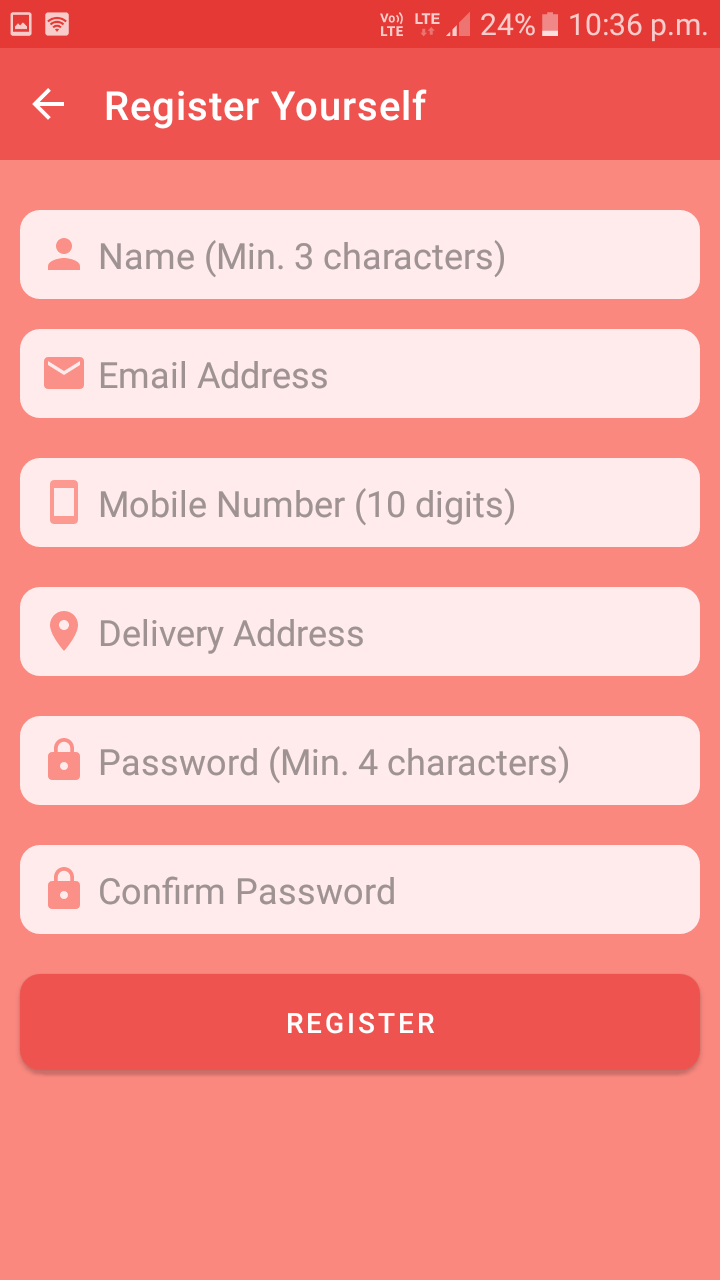 Vo)) LTE LTE 24% 10:36 p.m.
Register Yourself
Name (Min. 3 characters)
Email Address
Mobile Number (10 digits)
Delivery Address
Password (Min. 4 characters)
Confirm Password
REGISTER